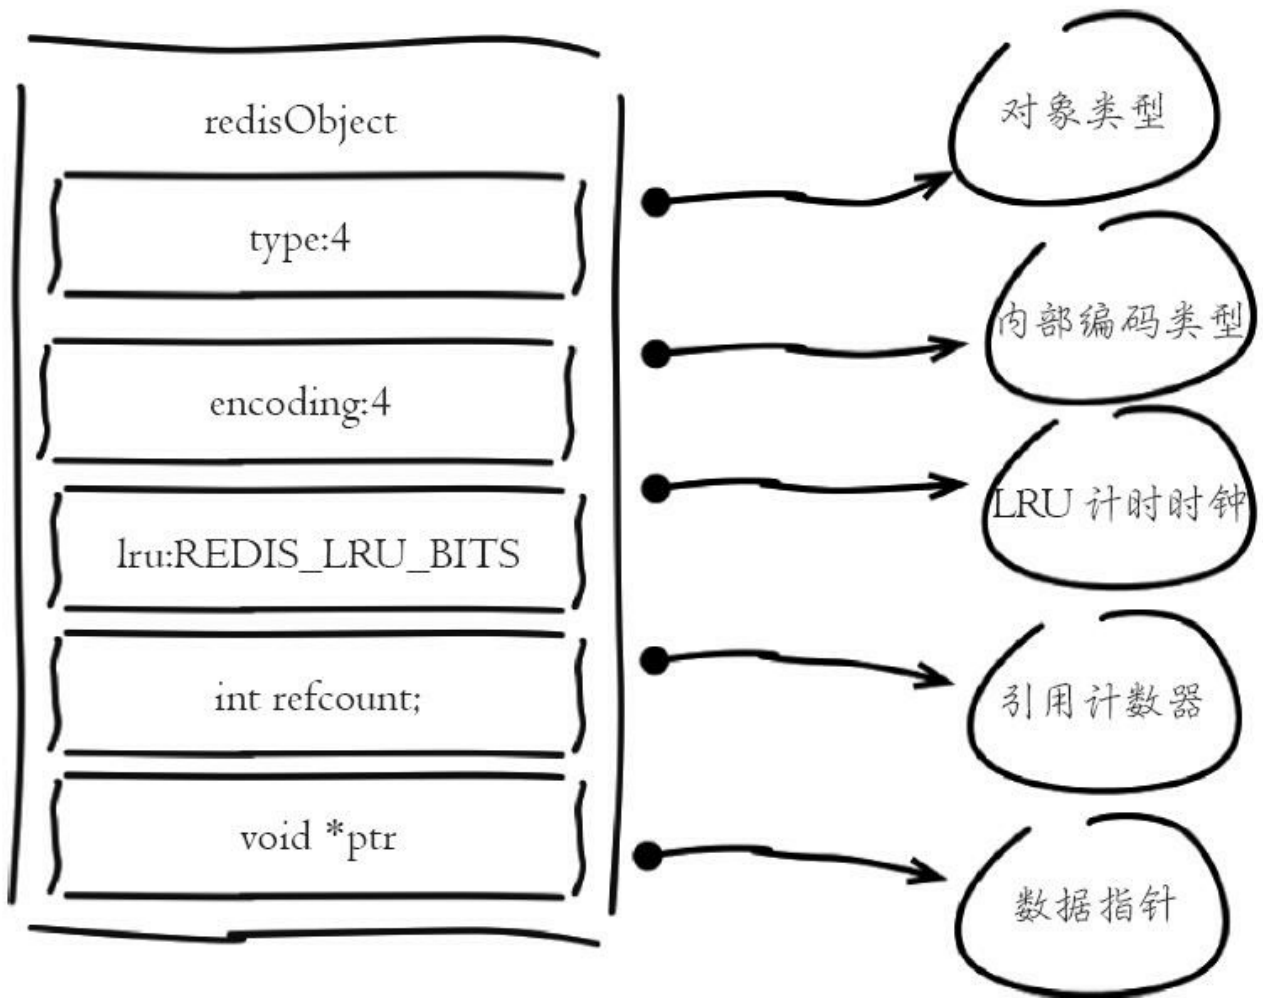 redisObject
type:4
对象类型
encoding:4
内部编码类型
lru:REDIS_LRU_BITS
LRU 计时时钟
int refcount;
引用计数器
void *ptr
数据指针